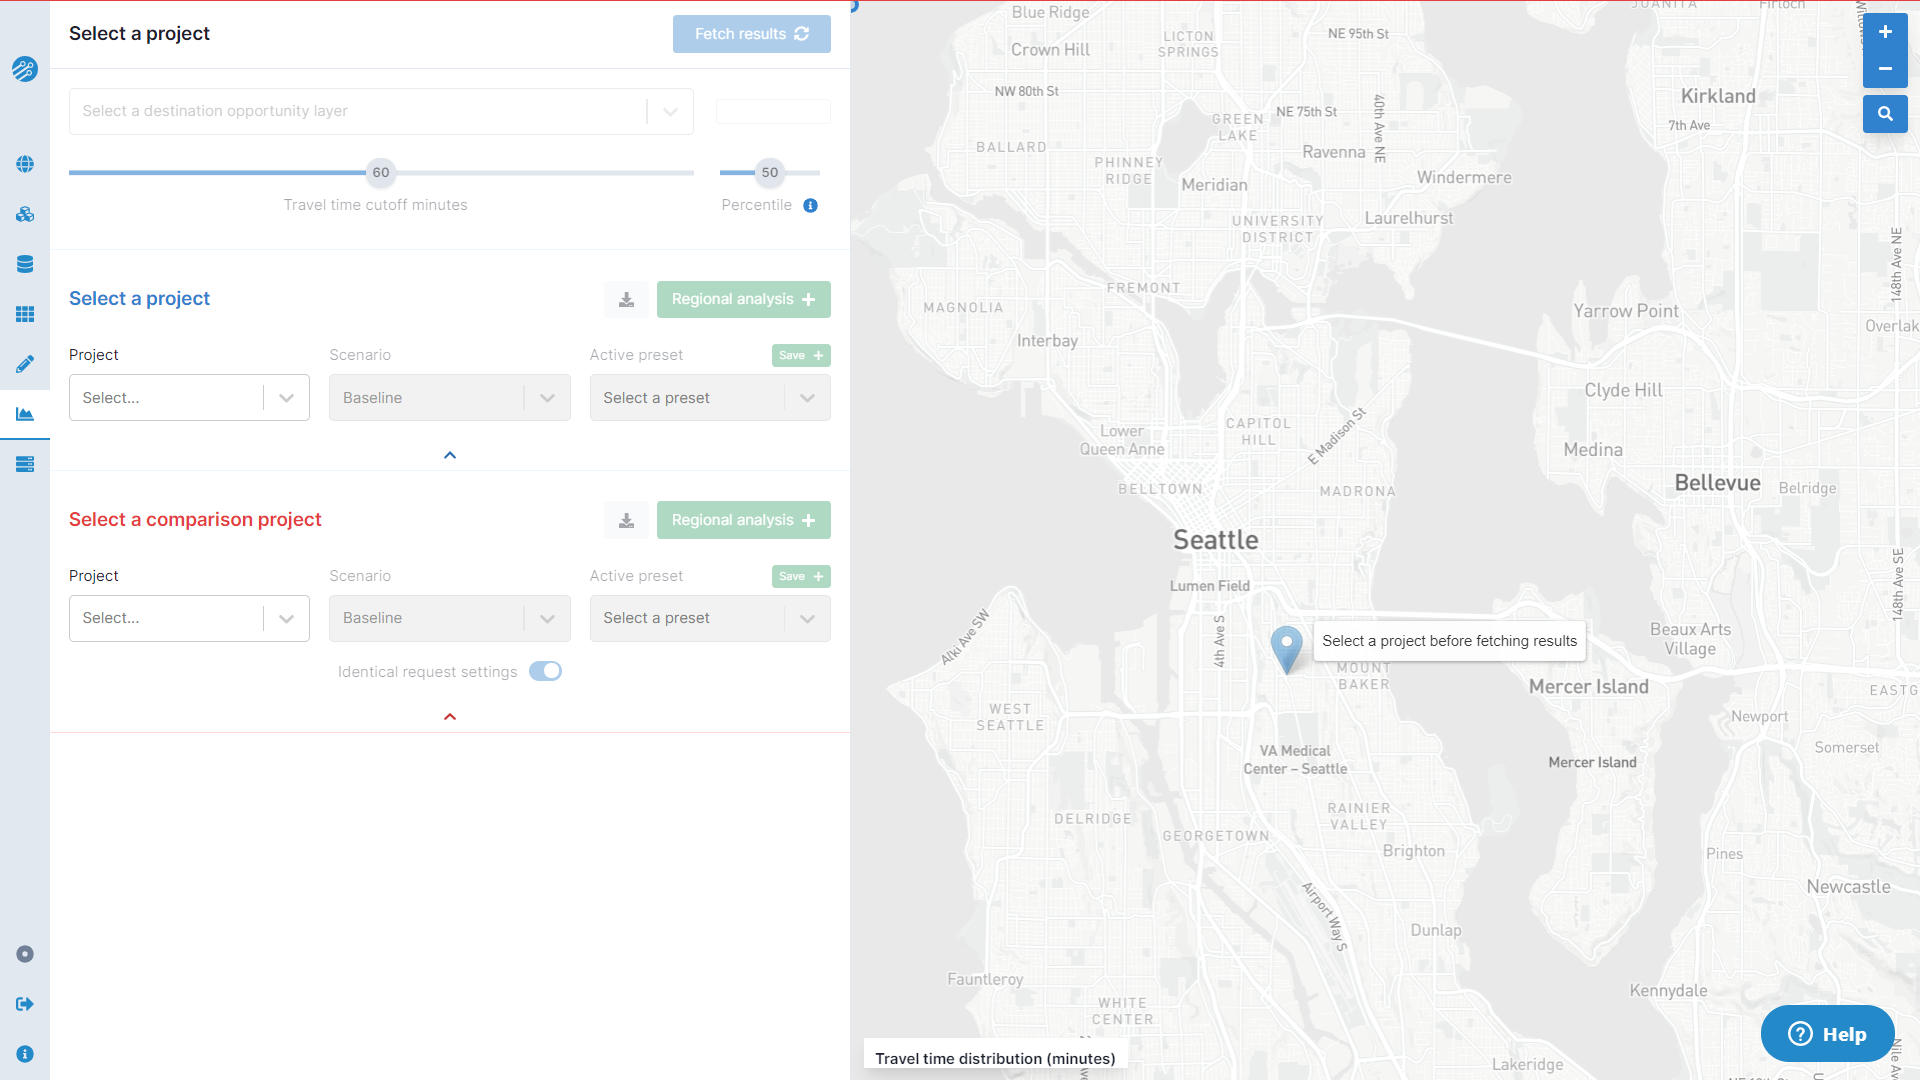 Select a project
Fetch results
Select a destination opportunity layer
60
50
Travel time cutoff minutes
Percentile
Select a project
Regional analysis
Project
Scenario
Active preset
Save
Select...
Baseline
Select a preset
Select a comparison project
Regional analysis
Project
Scenario
Active preset
Save
Select...
Baseline
Select a preset
Identical request settings
Blue Ridge
JUANITA
Firloch
Crown Hill
LICTON
SPRINGS
NE 95th St
NW 80th St
NE 75th St
40th Ave NE
Kirkland
7th Ave
GREEN
LAKE
BALLARD
PHINNEY
RIDGE
Ravenna
Meridian
Windermere
UNIVERSITY
DISTRICT
Laurelhurst
148th Ave NE
FREMONT
MAGNOLIA
Interbay
Yarrow Point
Overlak
Clyde Hill
Lower
Queen Anne
CAPITOL
HILL
E Madison St
Medina
BELLTOWN
MADRONA
Bellevue
Belridge
Seattle
Lumen Field
148th Ave SE
Alki Ave SW
4th Ave S
Select a project before fetching results
Beaux Arts
Village
MOUNT
BAKER
Mercer Island
EASTG
WEST
SEATTLE
Newport
VA Medical
Center – Seattle
Mercer Island
Somerset
DELRIDGE
RAINIER
VALLEY
GEORGETOWN
Brighton
Pines
Newcastle
Airport Way S
Dunlap
Fauntleroy
WHITE
CENTER
Kennydale
Help
Travel time distribution (minutes)
Lakeridge